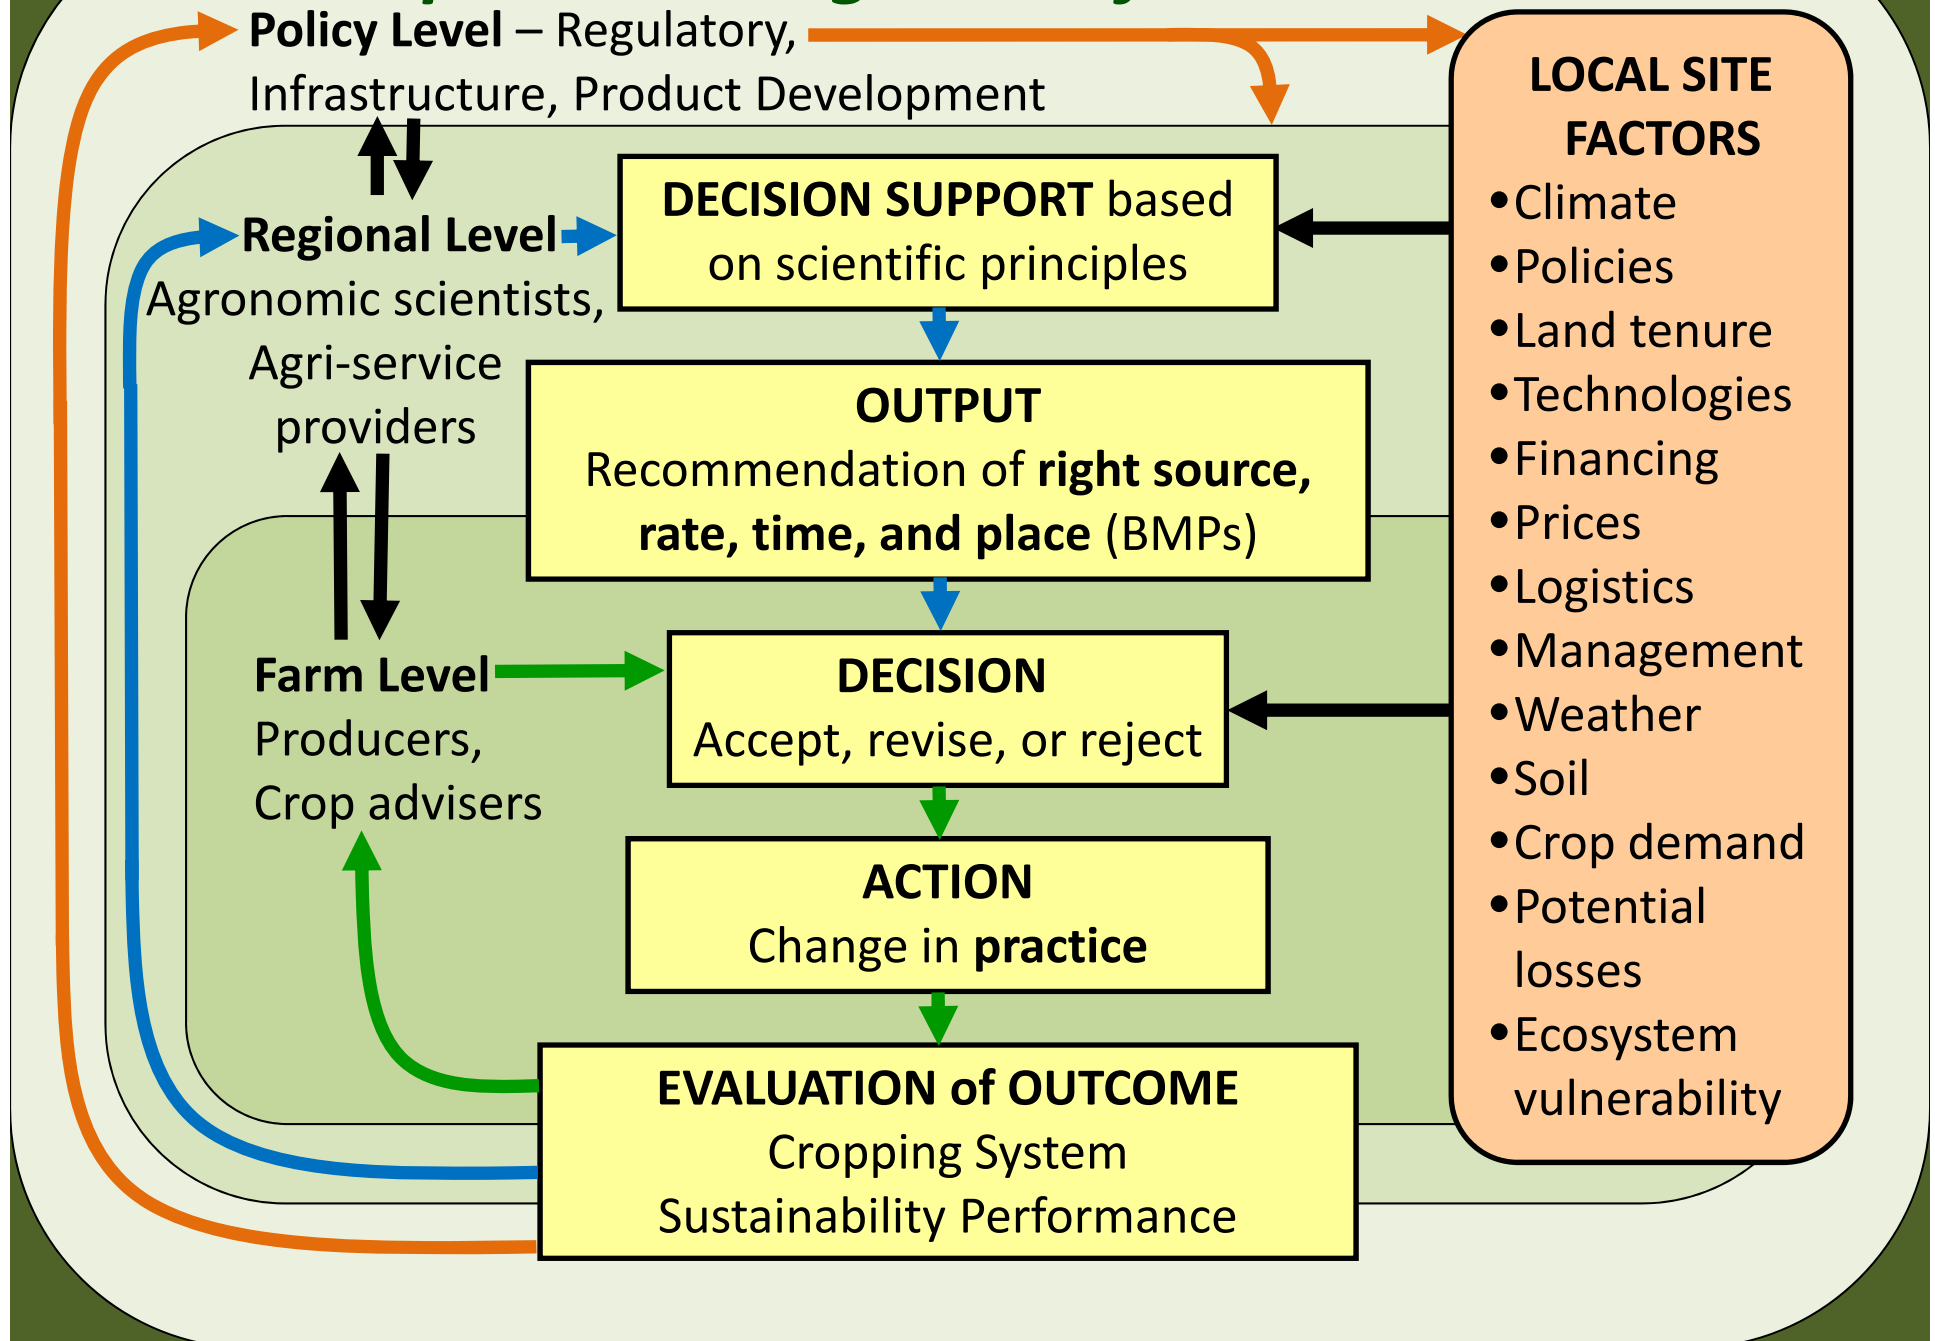 Policy Level – Regulatory,
Infrastructure, Product Development
Regional Level
Agronomic scientists,
Agri-service
providers
Farm Level
Producers,
Crop advisers
DECISION SUPPORT based
on scientific principles
OUTPUT
Recommendation of right source,
rate, time, and place (BMPs)
DECISION
Accept, revise, or reject
ACTION
Change in practice
EVALUATION of OUTCOME
Cropping System
Sustainability Performance
LOCAL SITE
FACTORS
•Climate
•Policies
•Land tenure
•Technologies
•Financing
•Prices
•Logistics
•Management
•Weather
•Soil
•Crop demand
•Potential
losses
•Ecosystem
vulnerability